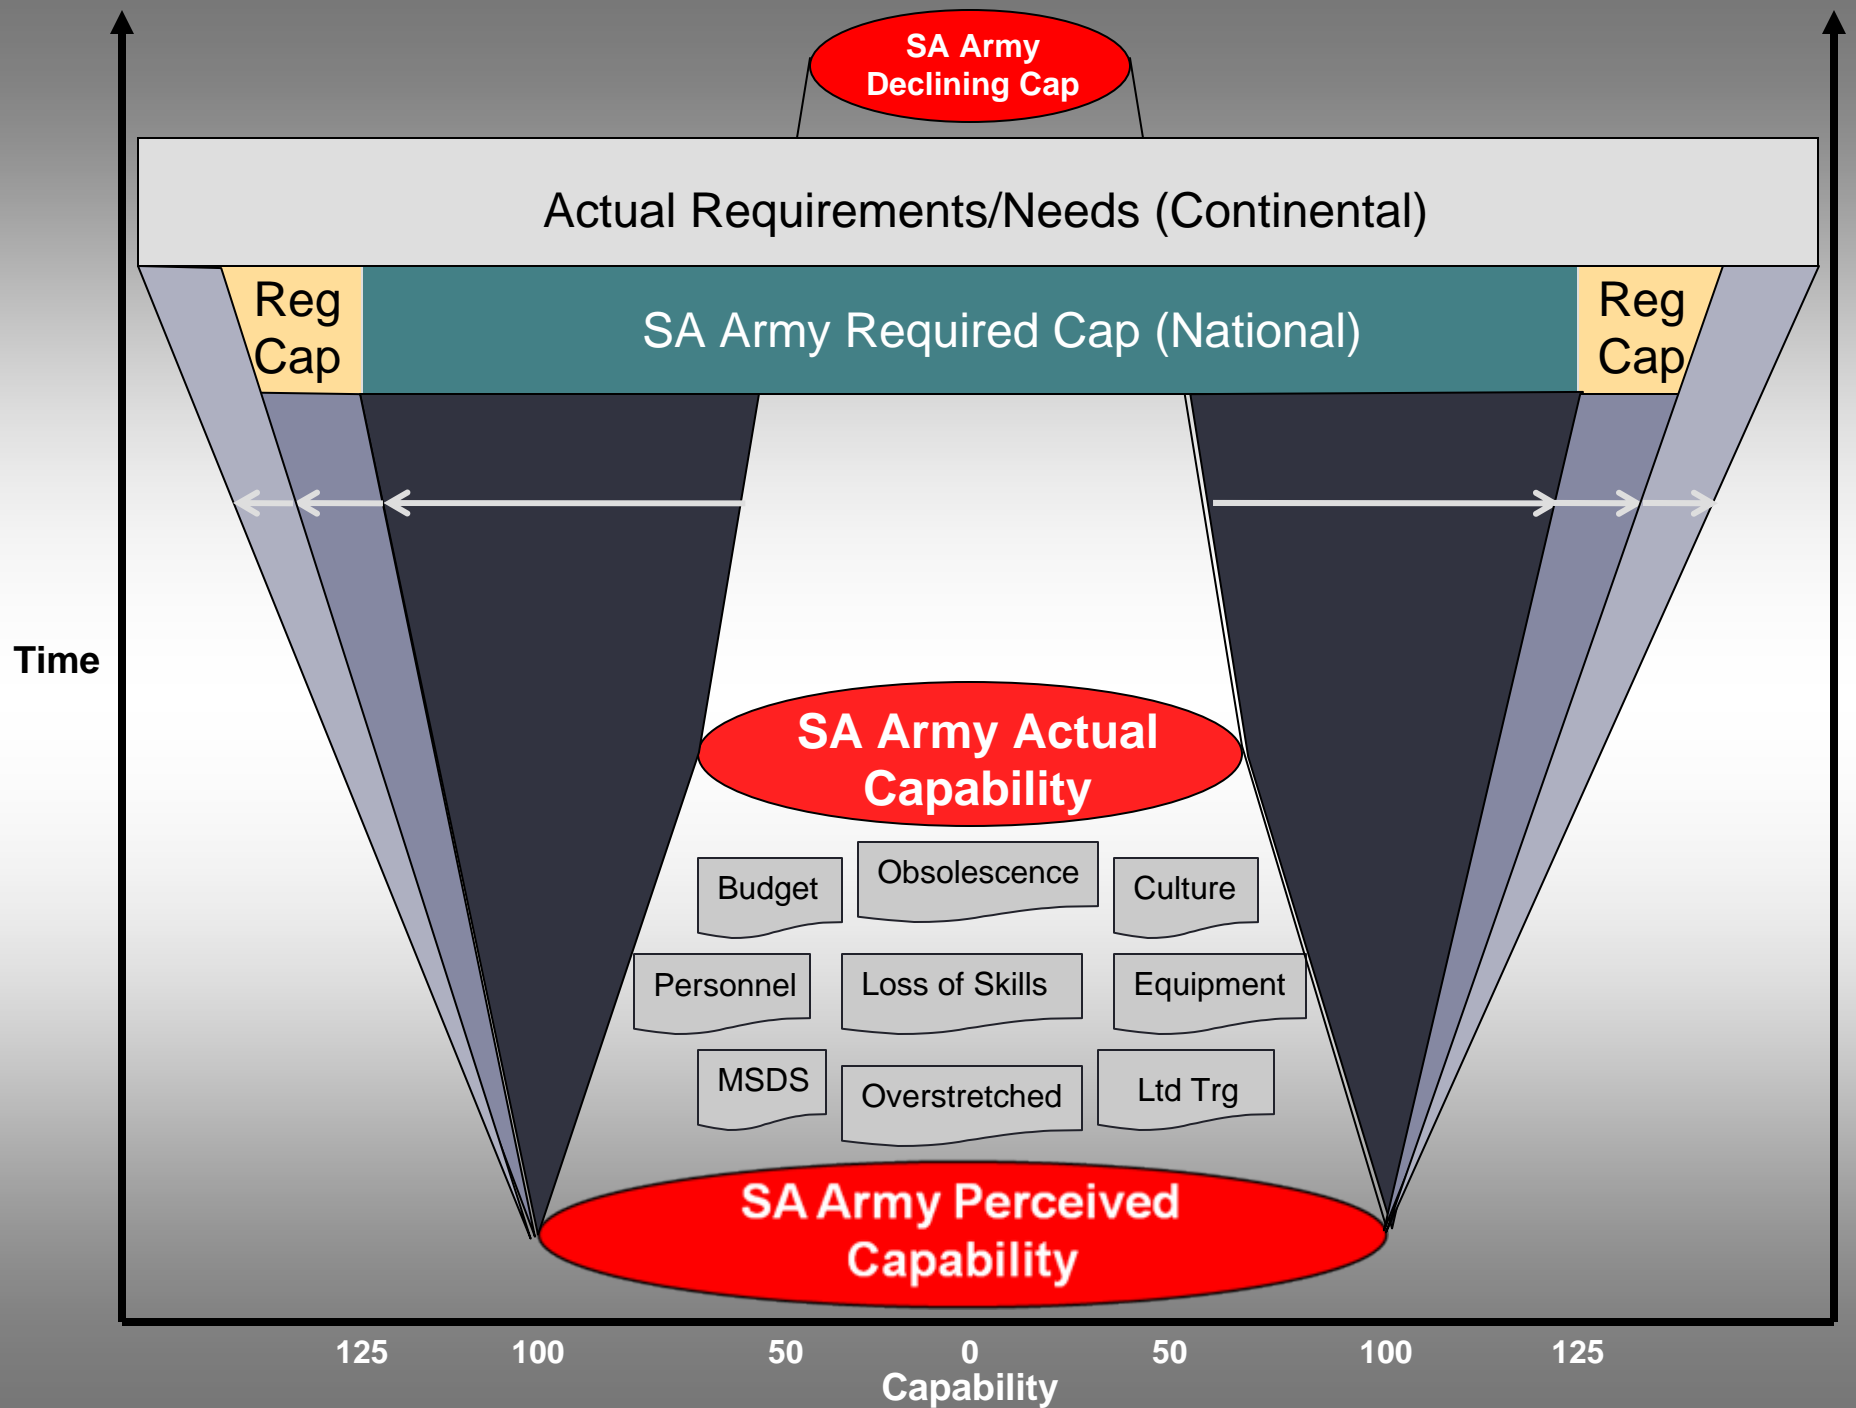 SA Army
Declining Cap
Actual Requirements/Needs (Continental)
Reg
Cap
SA Army Required Cap (National)
Reg
Cap
Time
SA Army Actual
Capability
Budget
Obsolescence
Culture
Personnel
Loss of Skills
Equipment
MSDS
Overstretched
Ltd Trg
SA Army Perceived
Capability
125 100 50 0 50 100 125
Capability